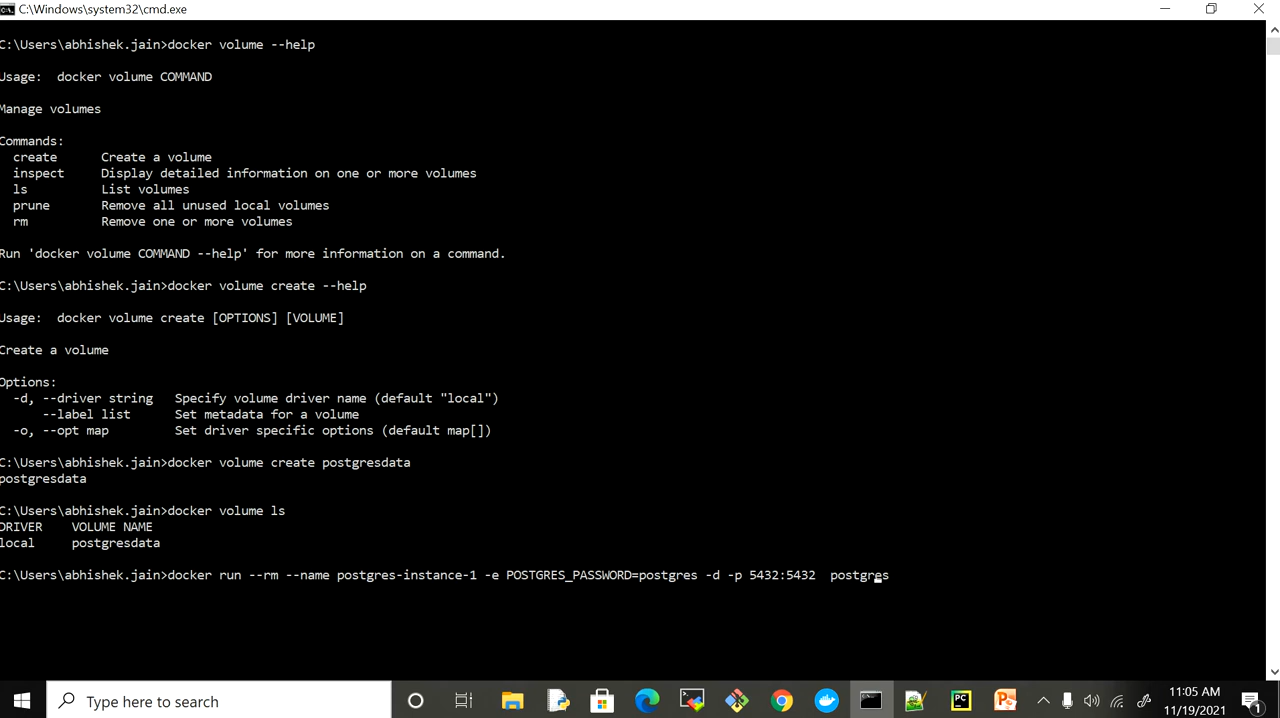 C:\Windows\system32\cmd.exe
C:\Users\abhishek.jain>docker volume --help
Usage:  docker volume COMMAND
Manage volumes
Commands:
create      Create a volume
inspect     Display detailed information on one or more volumes
ls          List volumes
prune       Remove all unused local volumes
rm          Remove one or more volumes
Run 'docker volume COMMAND --help' for more information on a command.
C:\Users\abhishek.jain>docker volume create --help
Usage:  docker volume create [OPTIONS] [VOLUME]
Create a volume
Options:
-d, --driver string   Specify volume driver name (default "local")
--label list      Set metadata for a volume
-o, --opt map         Set driver specific options (default map[])
C:\Users\abhishek.jain>docker volume create postgresdata
postgresdata
C:\Users\abhishek.jain>docker volume ls
DRIVER    VOLUME NAME
local     postgresdata
C:\Users\abhishek.jain>docker run --rm --name postgres-instance-1 -e POSTGRES_PASSWORD=postgres -d -p 5432:5432  postgres
Type here to search
PC
11:05 AM
11/19/2021
1